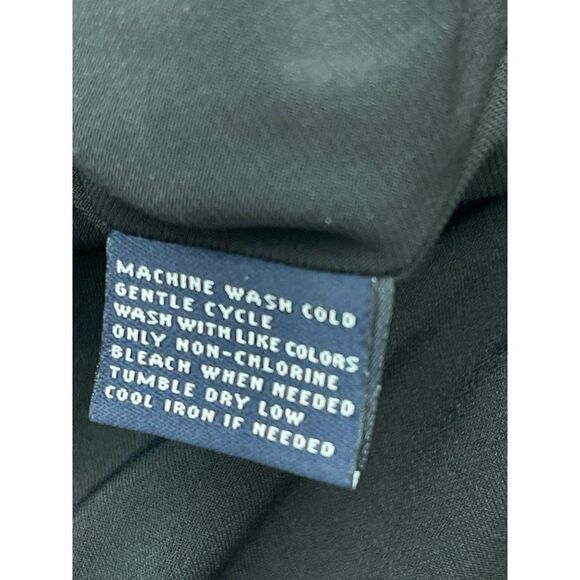 MACHINE WASH COLD
GENTLE CYCLE
WASH WITH LIKE COLORS
ONLY NON-CHLORINE
BLEACH WHEN NEEDED
TUMBLE DRY LOW
COOL IRON IF NEEDED